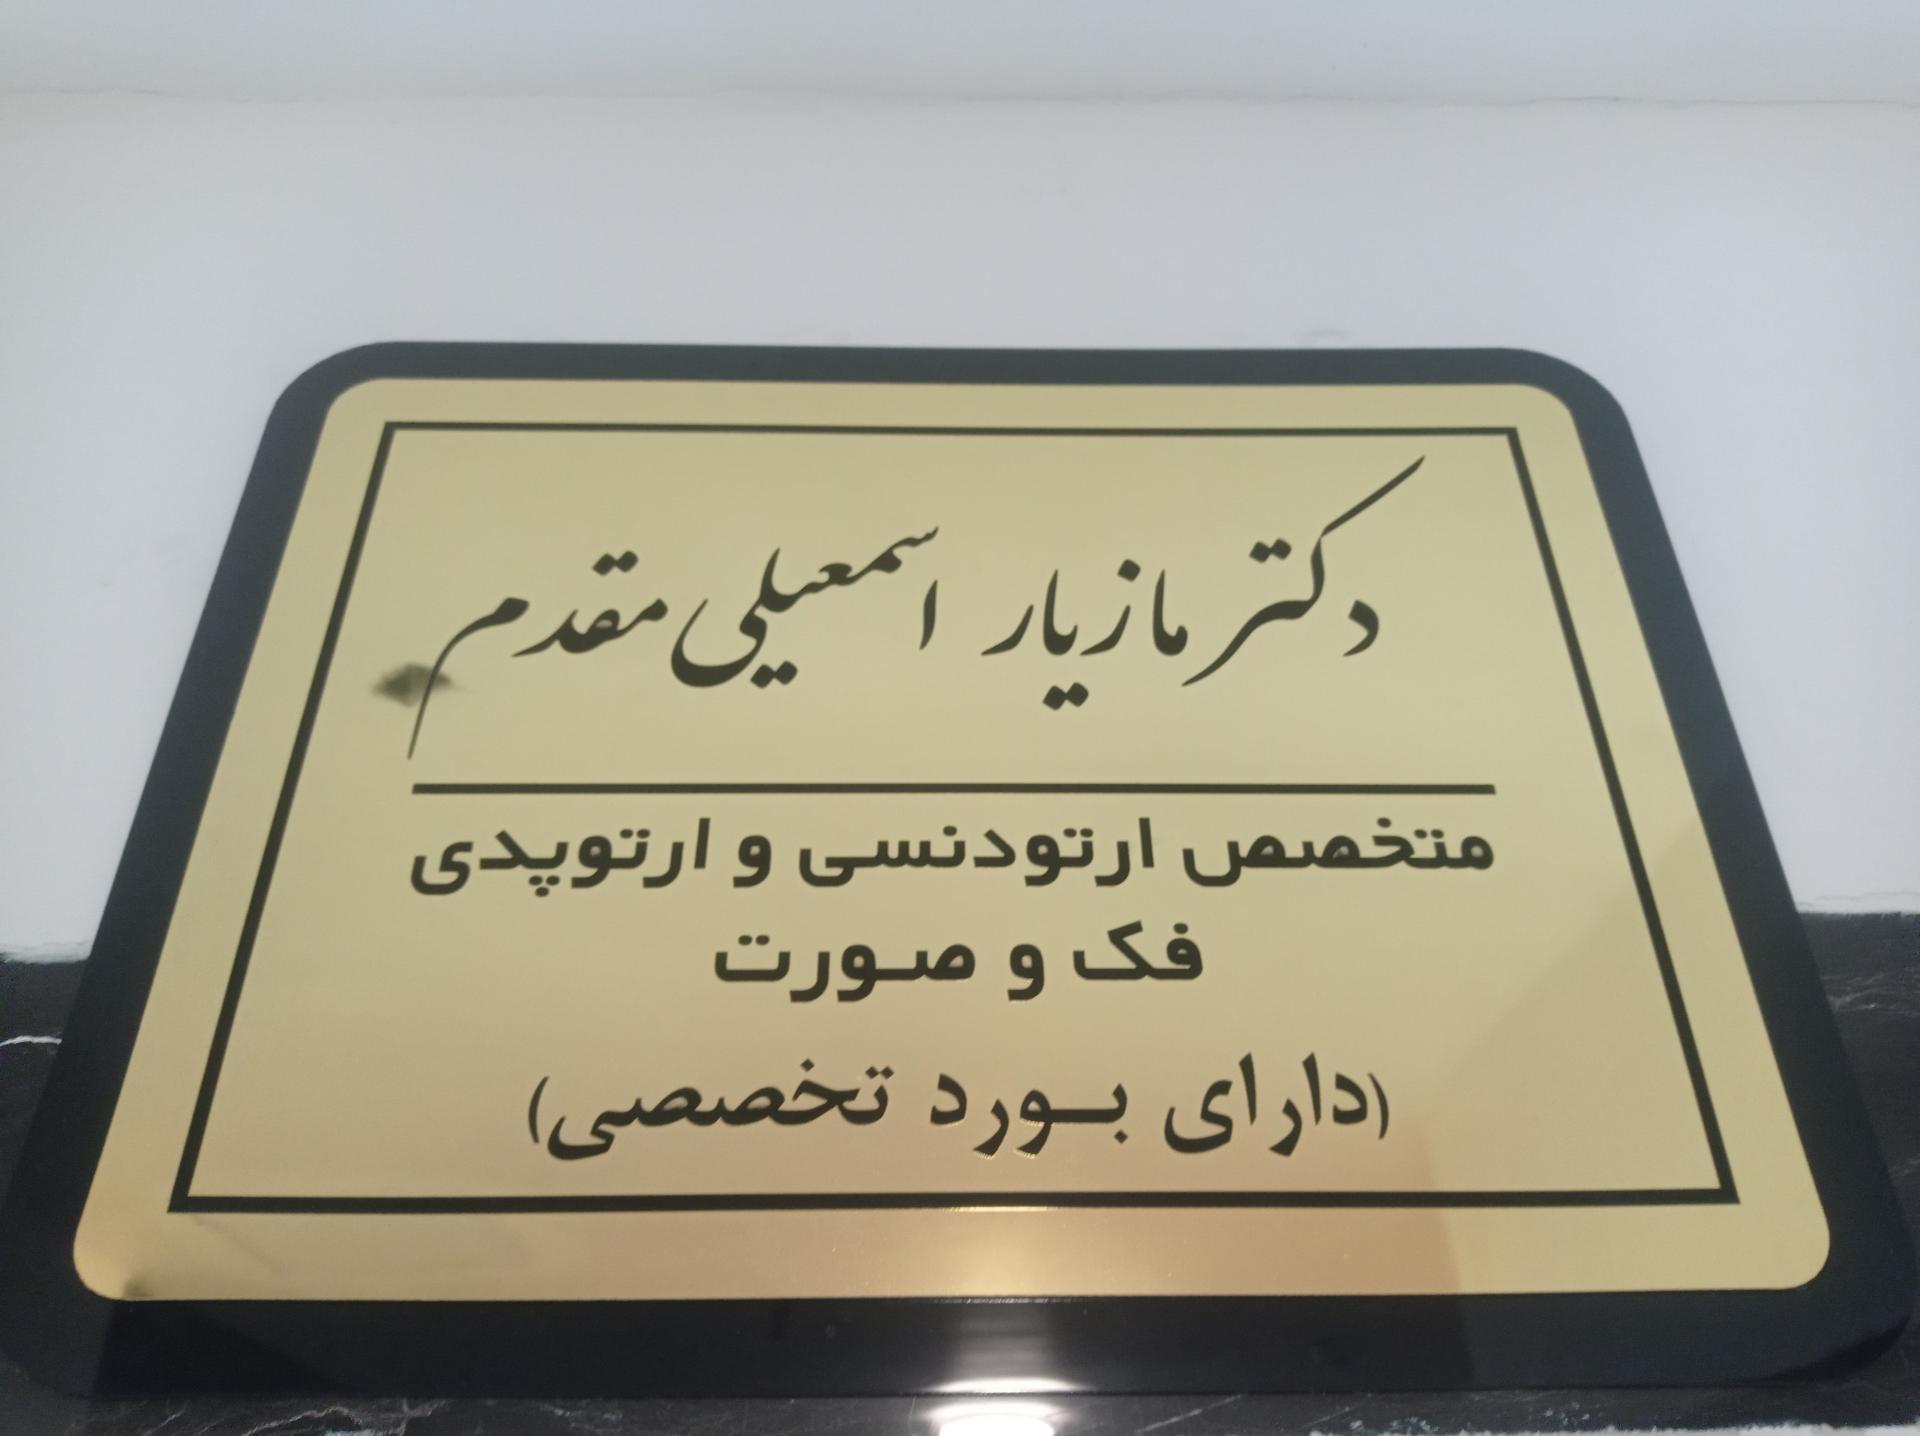 دکتر مازیار اسمعیلی مقدم
متخصص ارتودنسی و ارتوپدی
فک و صورت
(دارای بورد تخصصی)